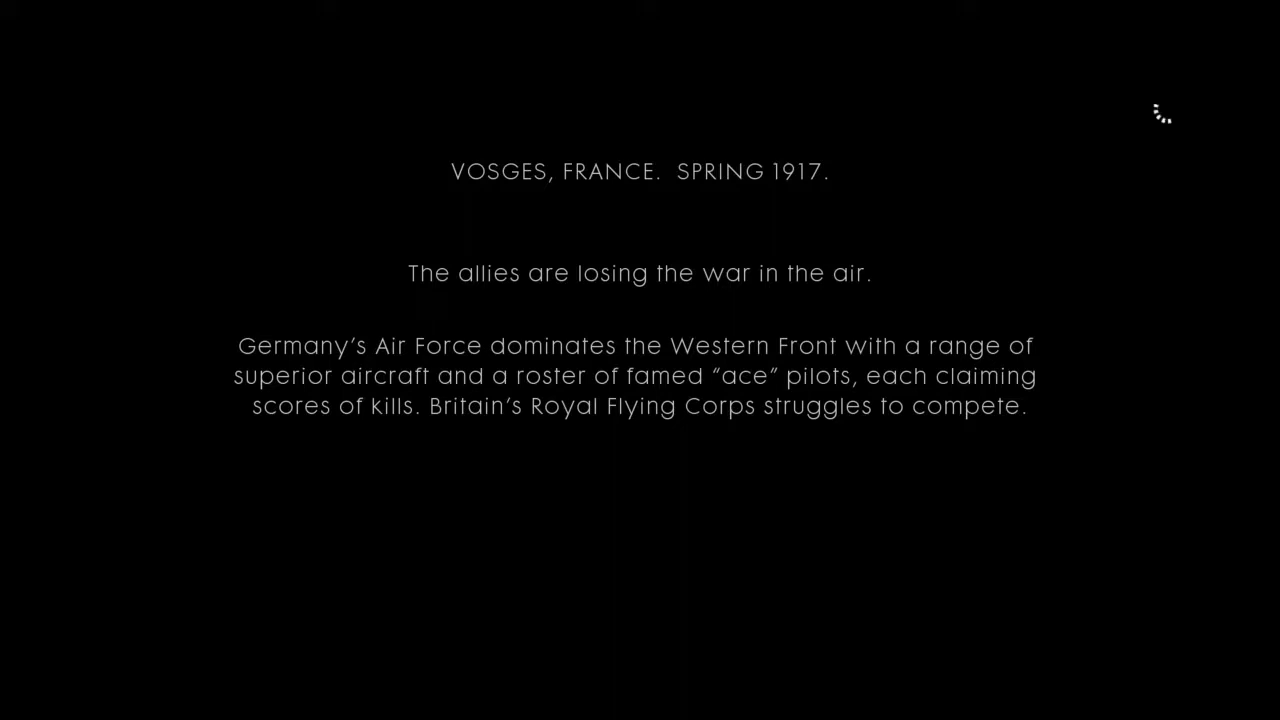 VOSGES, FRANCE.  SPRING 1917.
The allies are losing the war in the air.
Germany’s Air Force dominates the Western Front with a range of
superior aircraft and a roster of famed “ace” pilots, each claiming
scores of kills. Britain’s Royal Flying Corps struggles to compete.